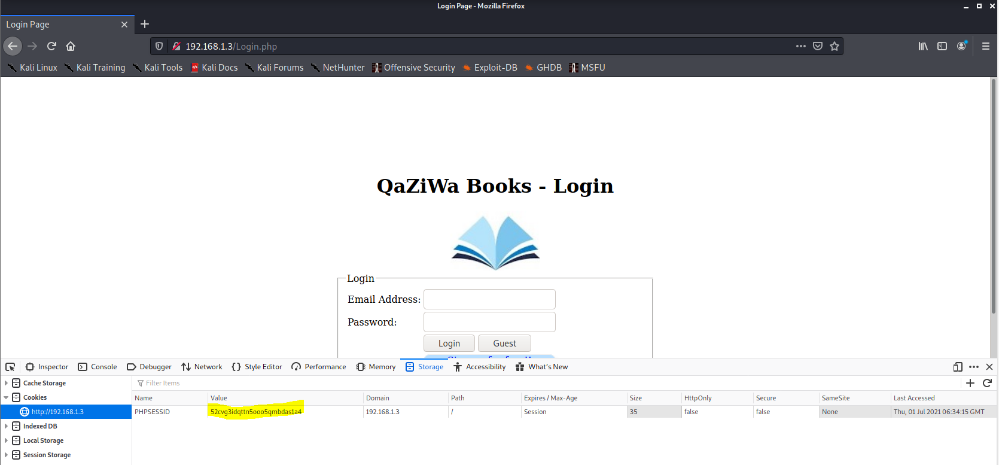 Login Page - Mozilla Firefox
Login Page
192.168.1.3/Login.php
Kali Linux Kali Training Kali Tools Kali Docs Kali Forums NetHunter Offensive Security Exploit-DB GHDB MSFU
QaZiWa Books - Login
Login
Email Address:
Password:
Login Guest
Inspector Console Debugger Network Style Editor Performance Memory Storage Accessibility What's New
Cache Storage
Cookies
http://192.168.1.3
Indexed DB
Local Storage
Session Storage
Filter Items
Name Value Domain Path Expires / Max-Age Size HttpOnly Secure SameSite Last Accessed
PHPSESSID 52cvg3idqttn5ooo5qmbdas1a4 192.168.1.3 / Session 35 false false None Thu, 01 Jul 2021 06:34:15 GMT